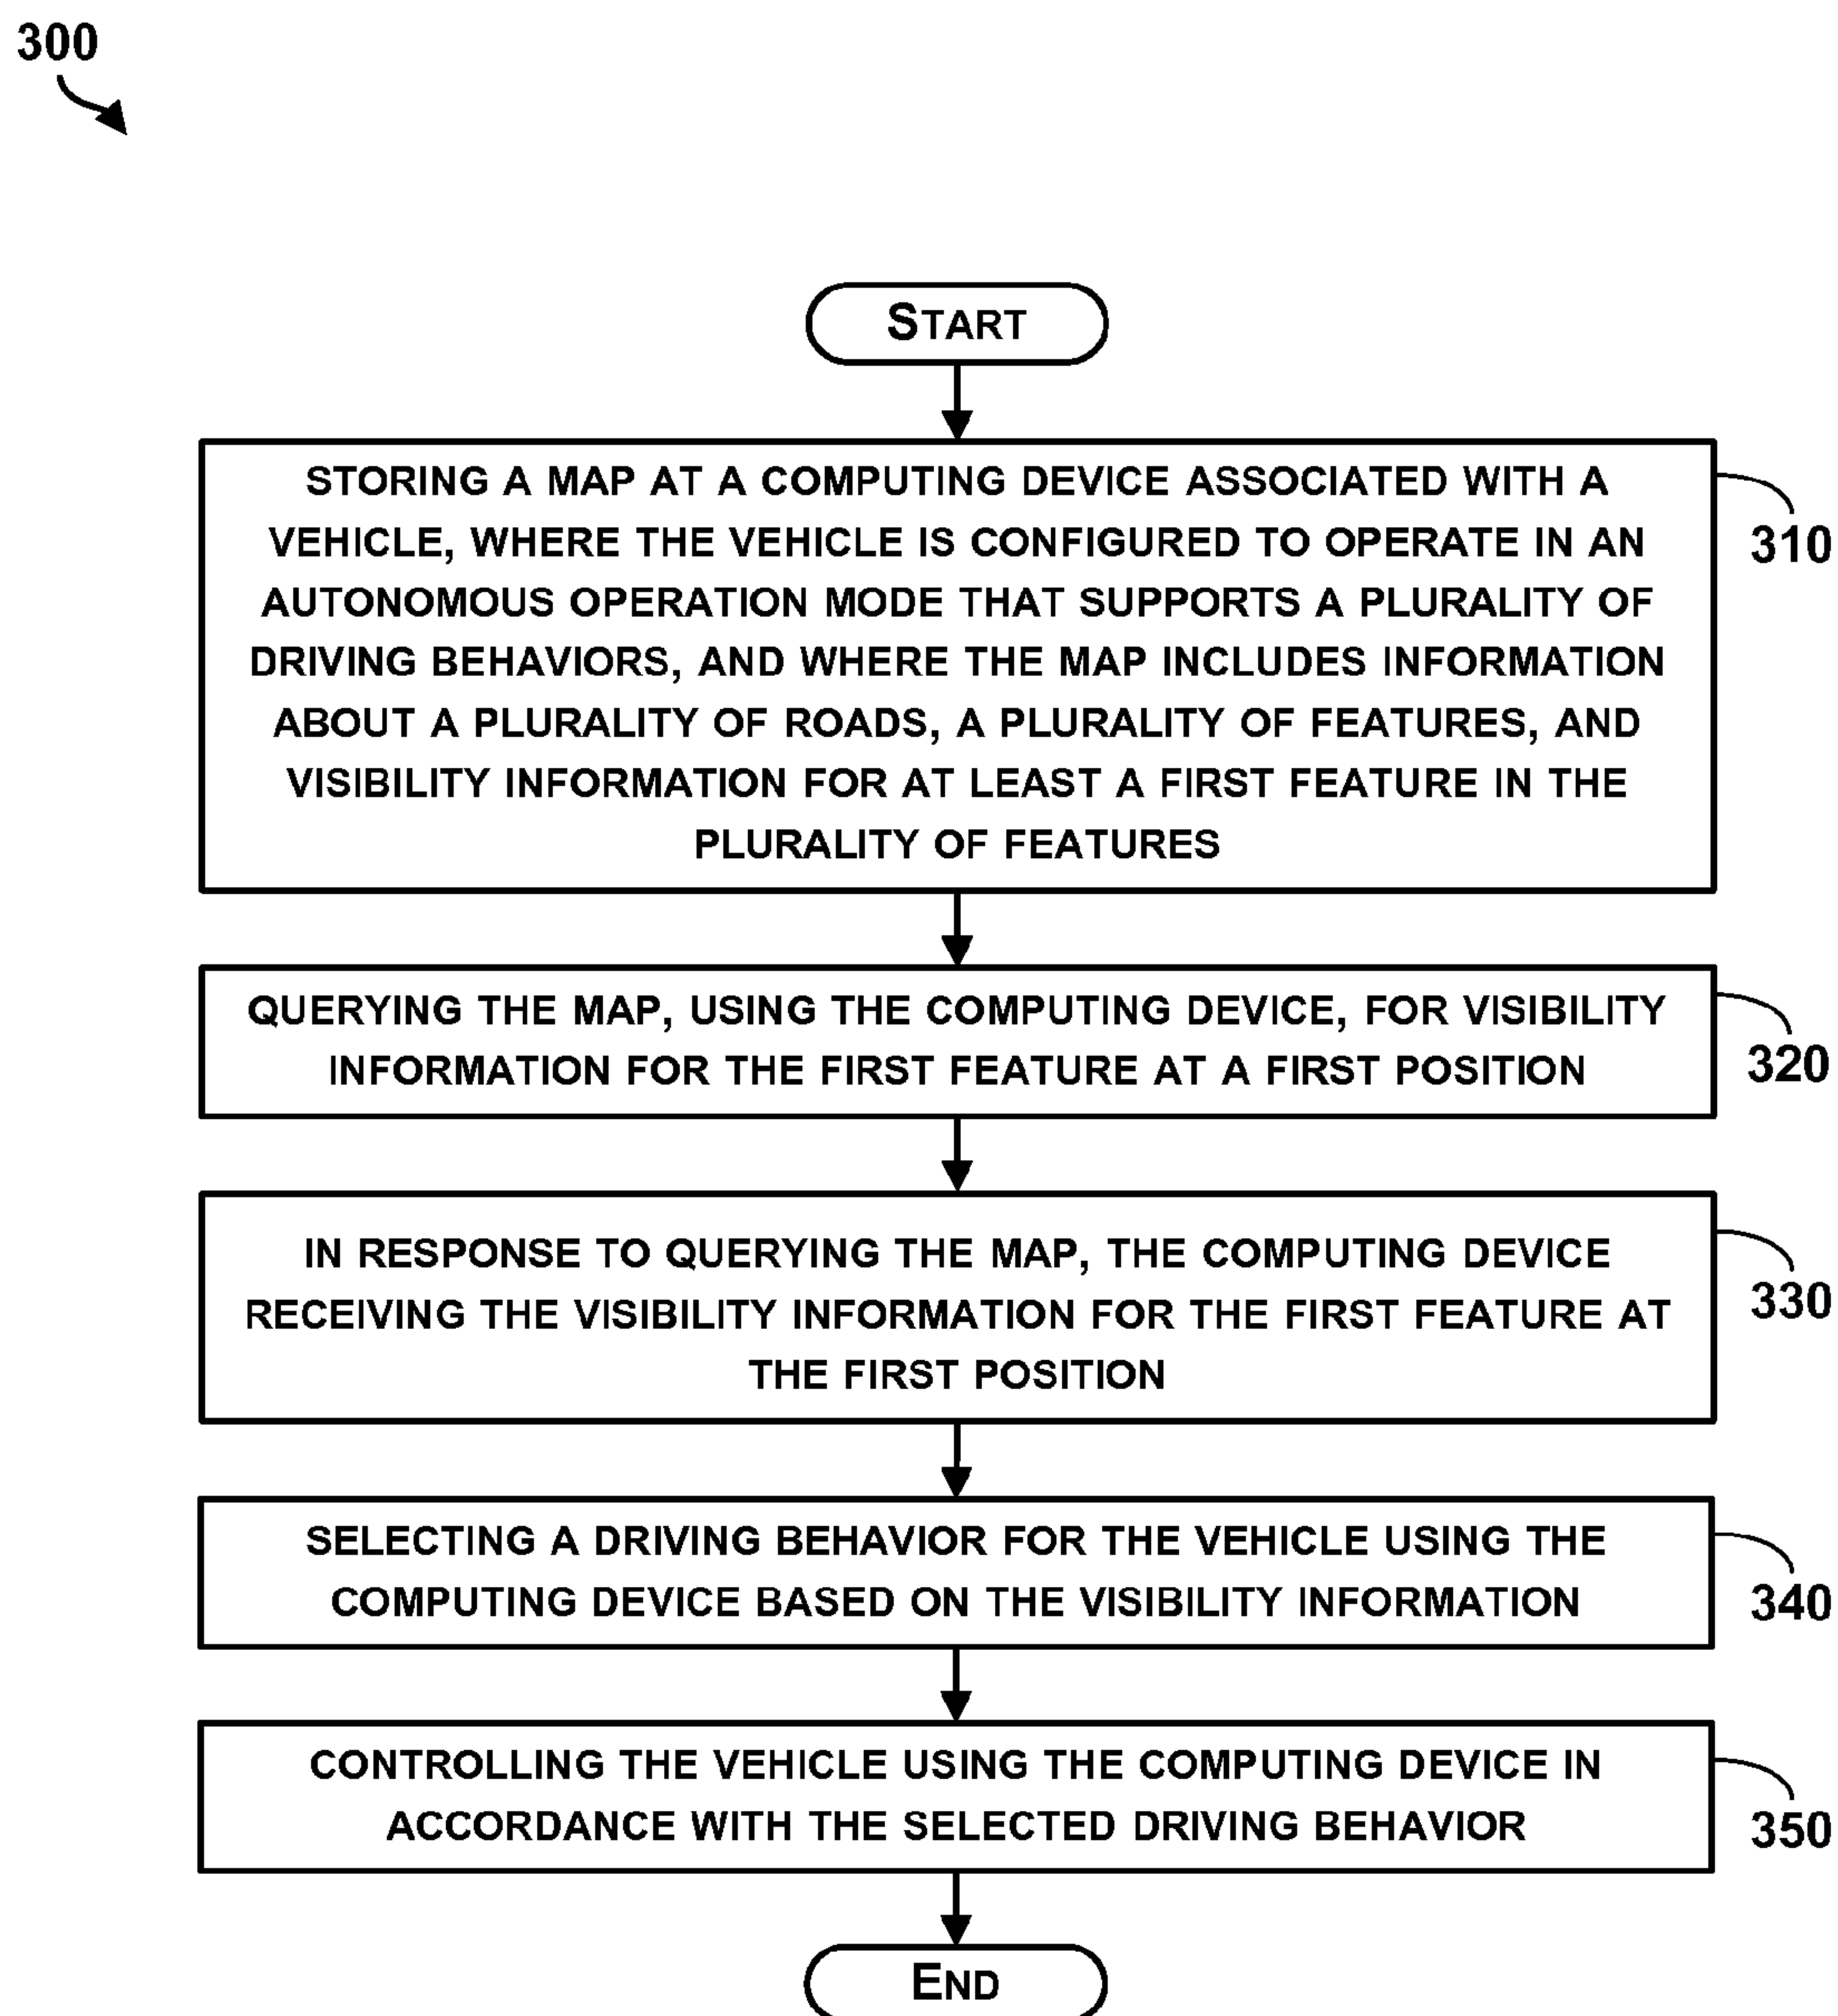 300
START
STORING A MAP AT A COMPUTING DEVICE ASSOCIATED WITH A
VEHICLE, WHERE THE VEHICLE IS CONFIGURED TO OPERATE IN AN
AUTONOMOUS OPERATION MODE THAT SUPPORTS A PLURALITY OF
DRIVING BEHAVIORS, AND WHERE THE MAP INCLUDES INFORMATION
ABOUT A PLURALITY OF ROADS, A PLURALITY OF FEATURES, AND
VISIBILITY INFORMATION FOR AT LEAST A FIRST FEATURE IN THE
PLURALITY OF FEATURES
310
QUERYING THE MAP, USING THE COMPUTING DEVICE, FOR VISIBILITY
INFORMATION FOR THE FIRST FEATURE AT A FIRST POSITION
320
IN RESPONSE TO QUERYING THE MAP, THE COMPUTING DEVICE
RECEIVING THE VISIBILITY INFORMATION FOR THE FIRST FEATURE AT
THE FIRST POSITION
330
SELECTING A DRIVING BEHAVIOR FOR THE VEHICLE USING THE
COMPUTING DEVICE BASED ON THE VISIBILITY INFORMATION
340
CONTROLLING THE VEHICLE USING THE COMPUTING DEVICE IN
ACCORDANCE WITH THE SELECTED DRIVING BEHAVIOR
350
END